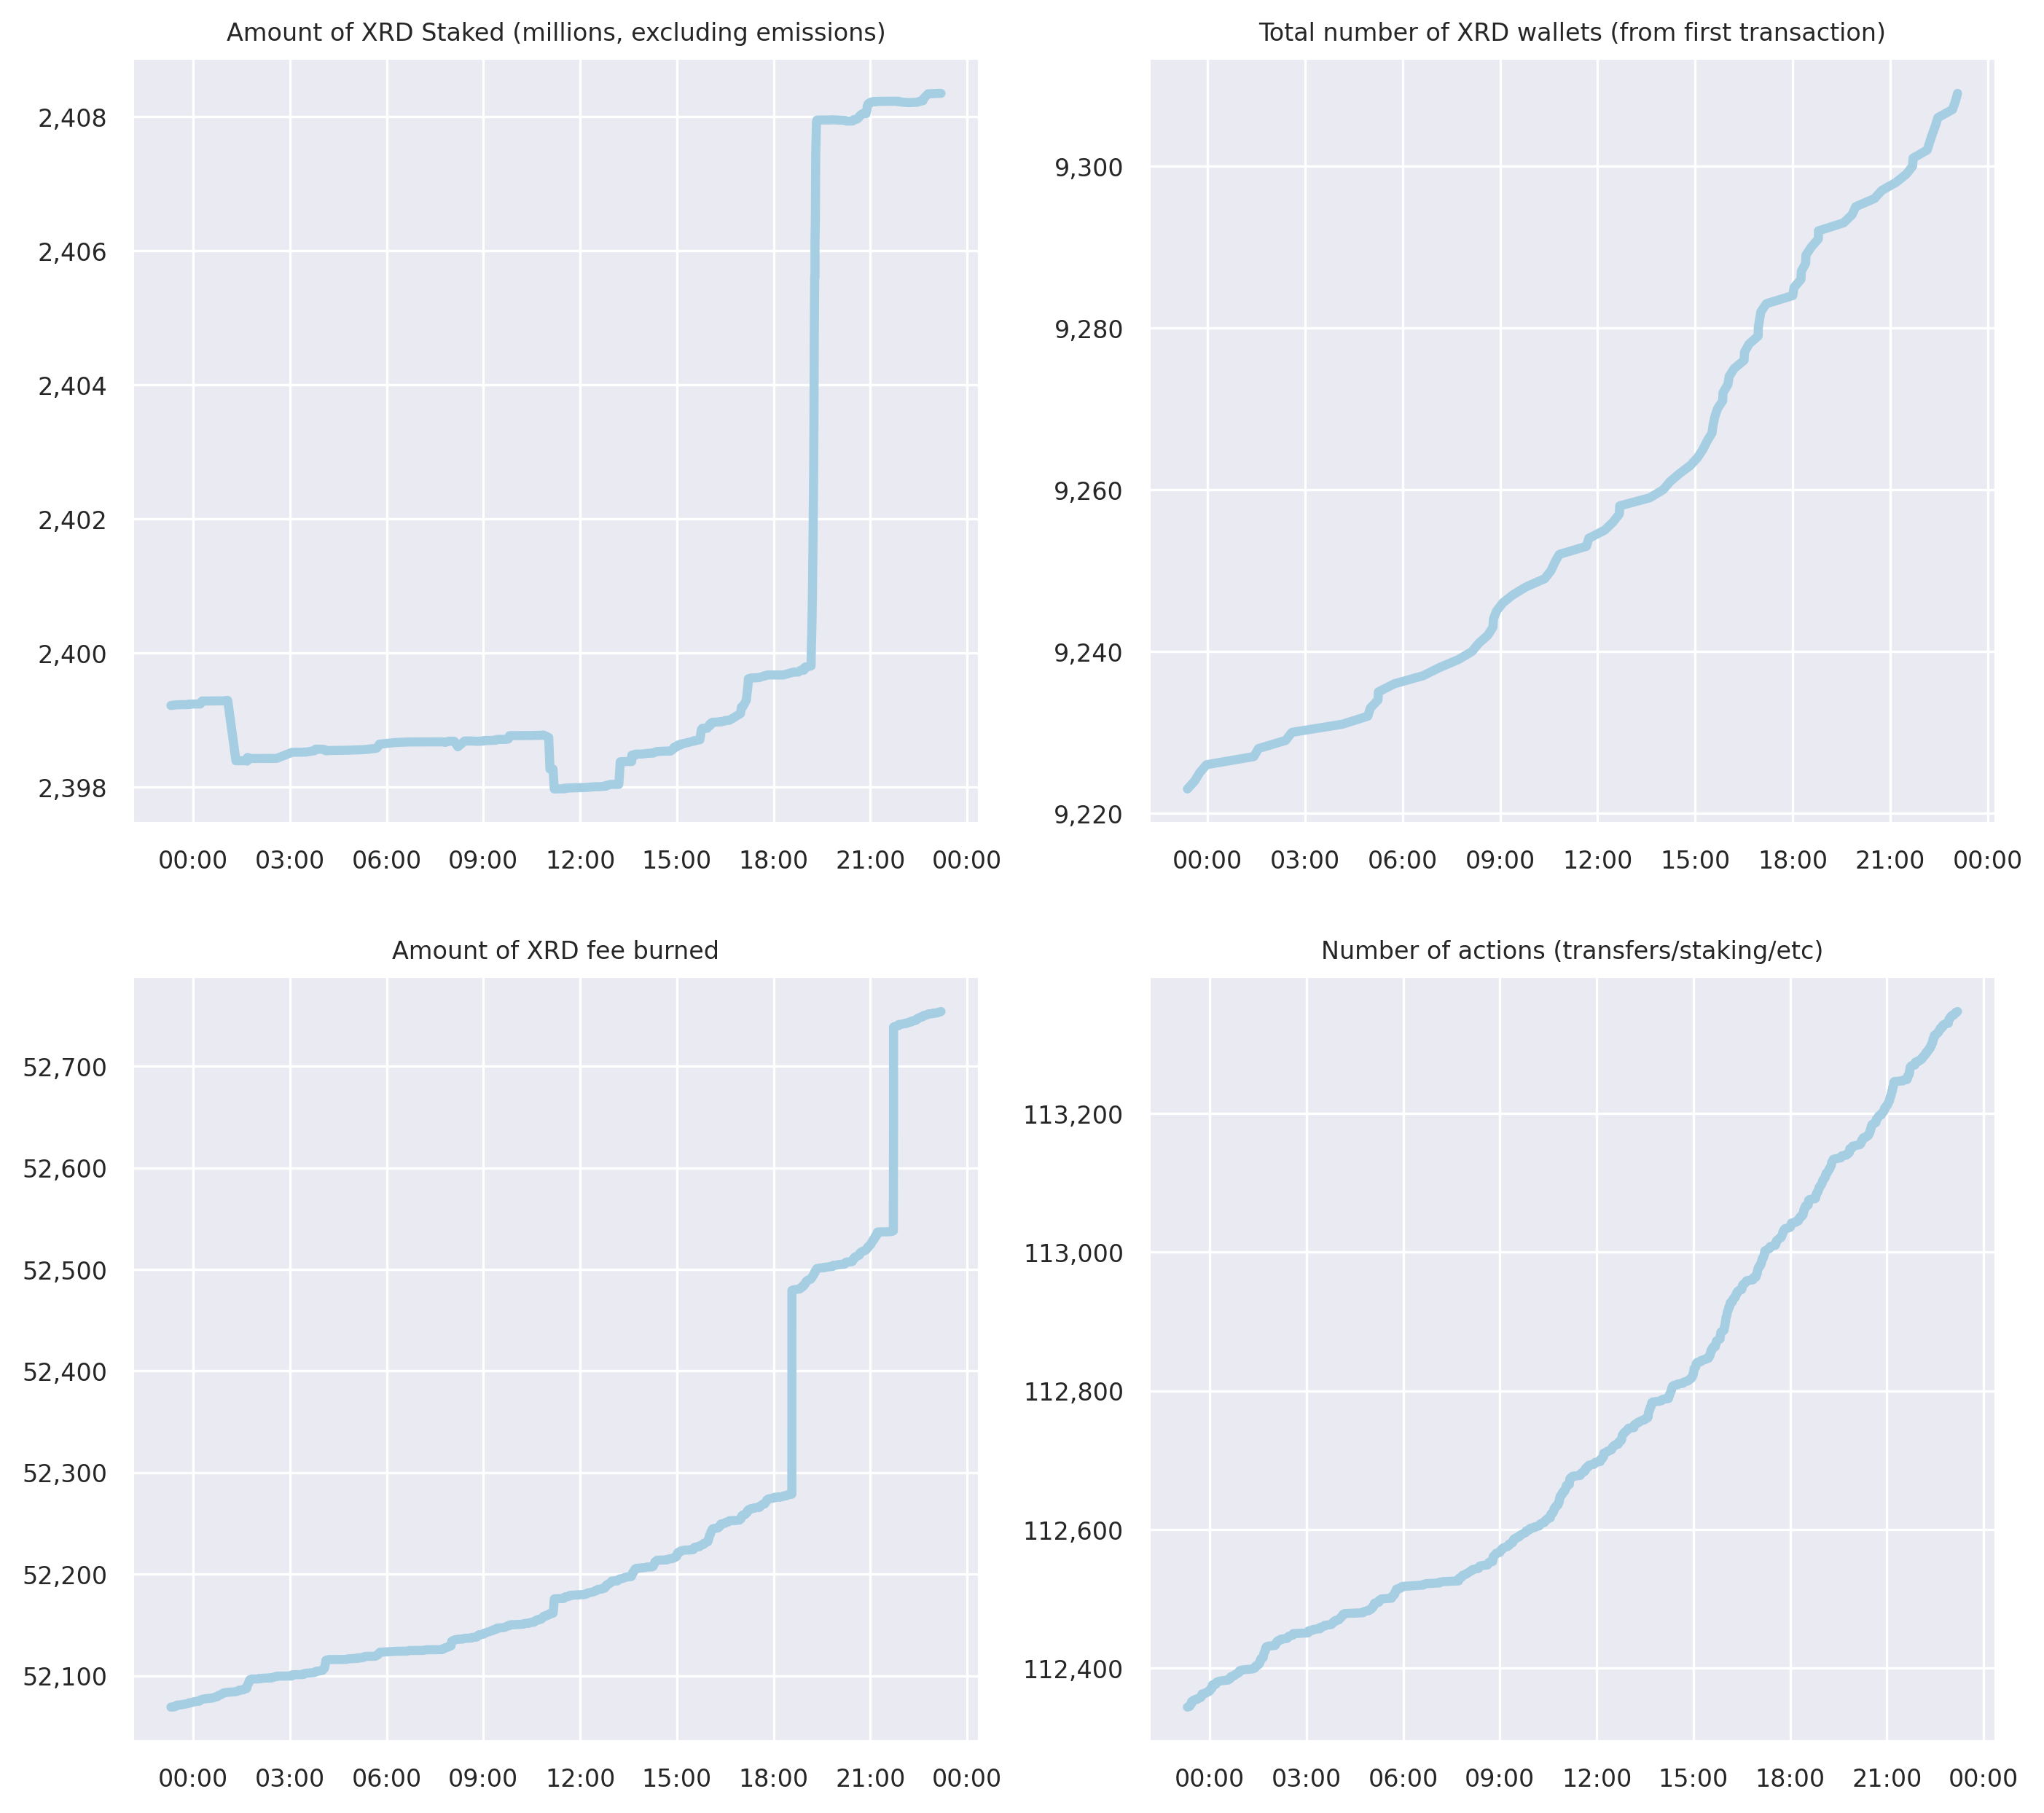 Amount of XRD Staked (millions, excluding emissions)
2,408
2,406
2,404
2,402
2,400
2,398
00:00 03:00 06:00 09:00 12:00 15:00 18:00 21:00 00:00
Total number of XRD wallets (from first transaction)
9,300
9,280
9,260
9,240
9,220
00:00 03:00 06:00 09:00 12:00 15:00 18:00 21:00 00:00
Amount of XRD fee burned
52,700
52,600
52,500
52,400
52,300
52,200
52,100
00:00 03:00 06:00 09:00 12:00 15:00 18:00 21:00 00:00
Number of actions (transfers/staking/etc)
113,200
113,000
112,800
112,600
112,400
00:00 03:00 06:00 09:00 12:00 15:00 18:00 21:00 00:00